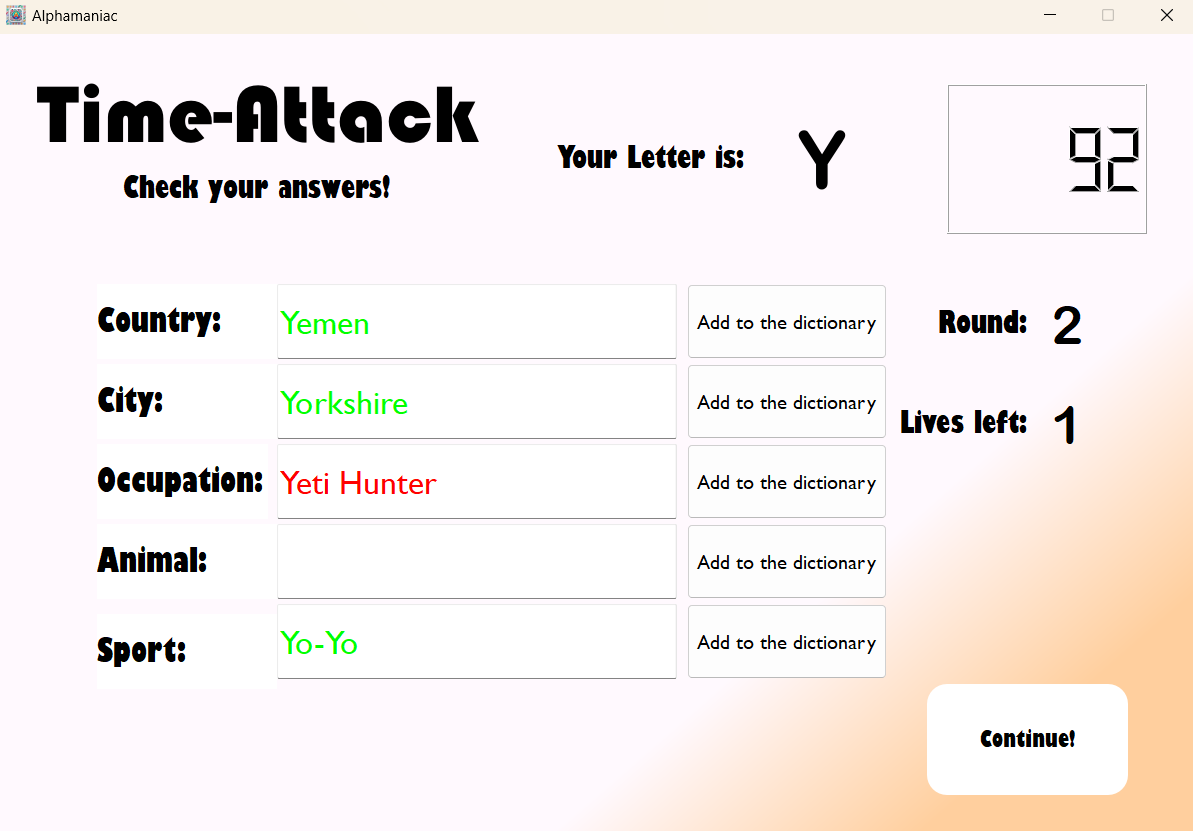 Alphamaniac
Time-Attack
Check your answers!
Your Letter is: Y
92
Country: Yemen Add to the dictionary
Round: 2
City: Yorkshire Add to the dictionary
Lives left: 1
Occupation: Yeti Hunter Add to the dictionary
Animal: Add to the dictionary
Sport: Yo-Yo Add to the dictionary
Continue!